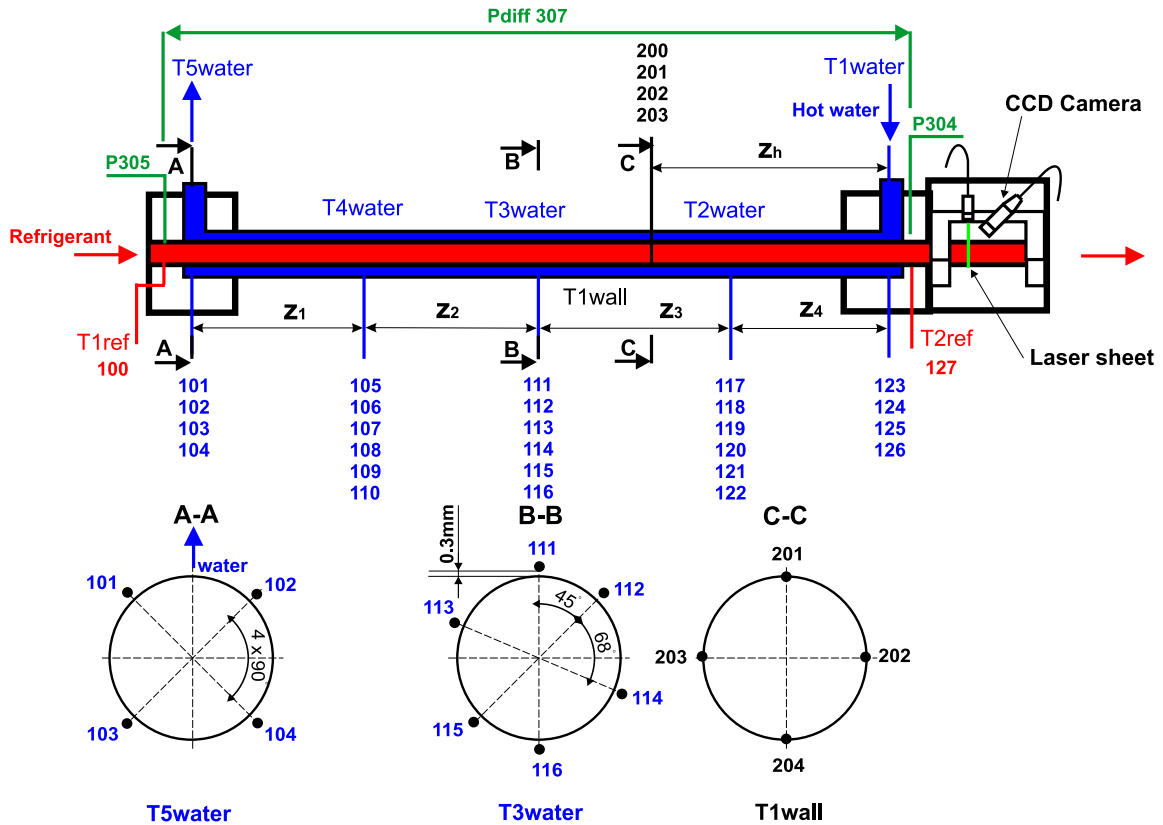 Pdiff 307
T5water
200
201
202
203
T1water
Hot water
CCD Camera
A
B
C
zh
P304
P305
T4water
T3water
T2water
Refrigerant
T1wall
z1
z2
z3
z4
T1ref
100
A
B
C
T2ref
127
Laser sheet
101
102
103
104
105
106
107
108
109
110
111
112
113
114
115
116
117
118
119
120
121
122
123
124
125
126
A-A
B-B
C-C
water
101
102
103
104
4 x 90°
0.3mm
111
112
113
114
115
116
45°
68°
201
202
203
204
T5water
T3water
T1wall